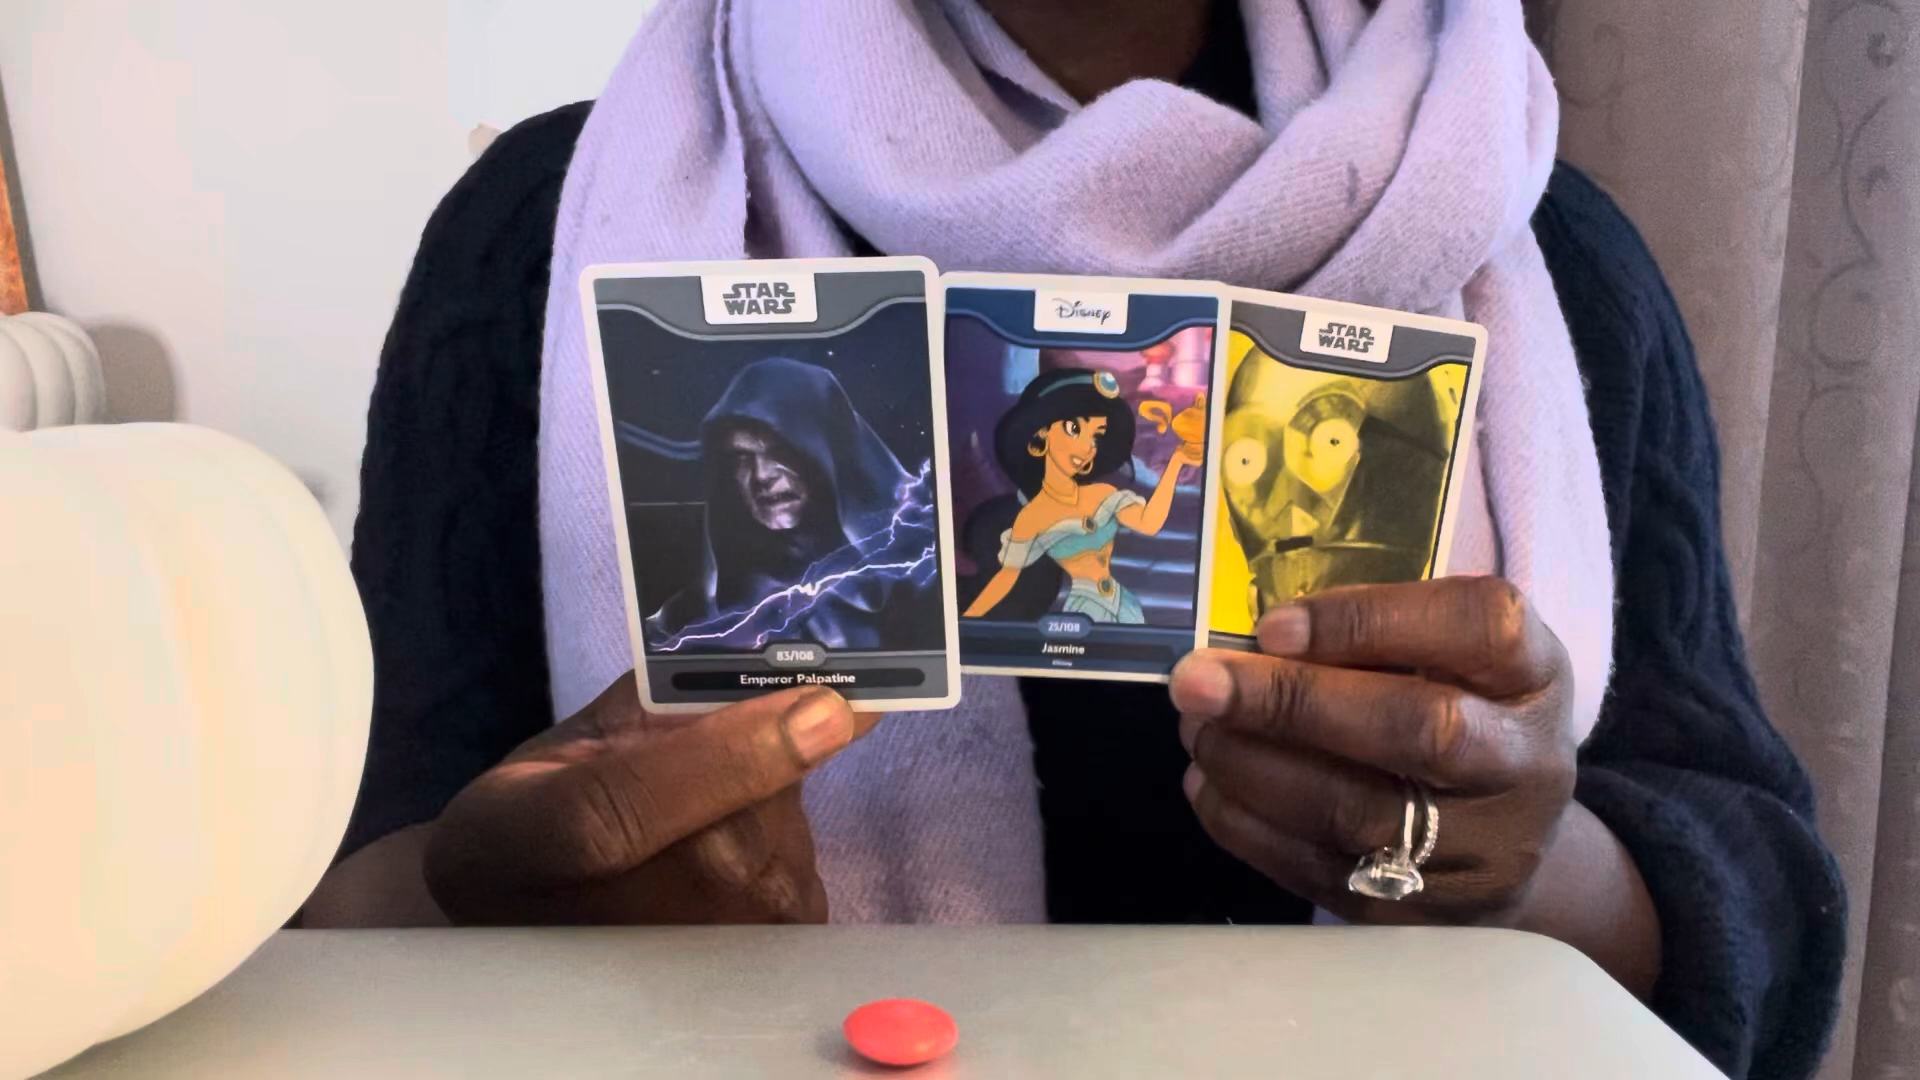 STAR
WARS
83/108
Emperor Palpatine
Disney
25/108
Jasmine
STAR
WARS